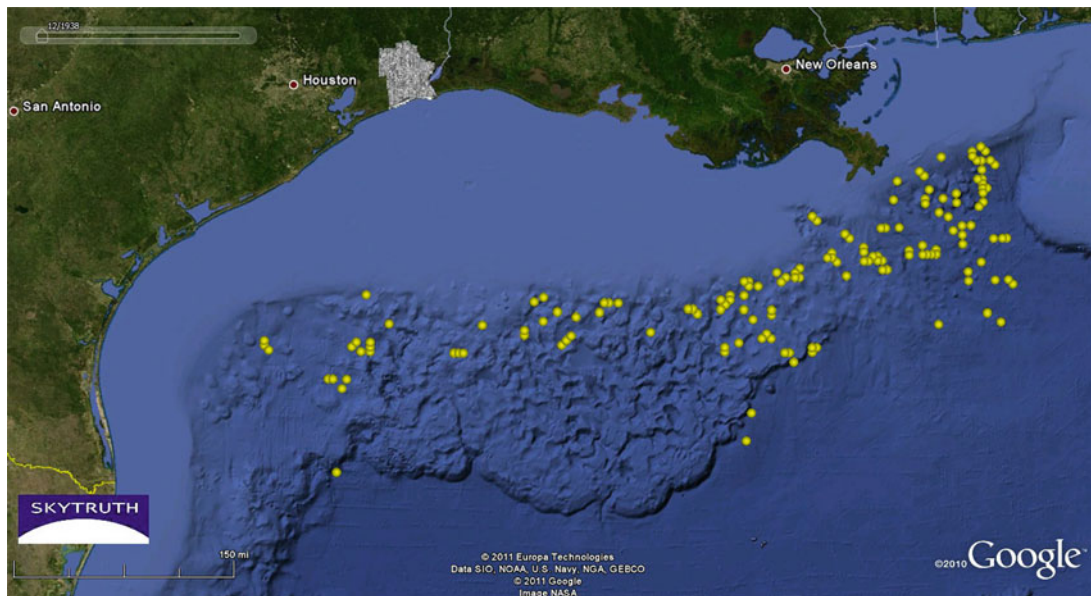 12/1938
Houston
New Orleans
San Antonio
SKYTRUTH
150 mi
© 2011 Europa Technologies
Data SIO, NOAA, U.S. Navy, NGA, GEBCO
© 2011 Google
Image NASA
©2010 Google